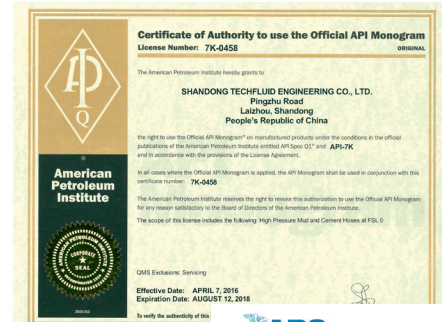 Certificate of Authority to use the Official API Monogram
License Number: 7K-0458
ORIGINAL
The American Petroleum Institute hereby grants to
SHANDONG TECHFLUID ENGINEERING CO., LTD.
Pingzhu Road
Laizhou, Shandong
People's Republic of China
the right to use the Official API Monogram® on manufactured products under the conditions in the official
publications of the American Petroleum Institute entitled API Spec Q1® and API-7K
and in accordance with the provisions of the License Agreement.
In all cases where the Official API Monogram is applied, the API Monogram shall be used in conjunction with this
certificate number: 7K-0458
The American Petroleum Institute reserves the right to revoke this authorization to use the Official API Monogram
for any reason satisfactory to the Board of Directors of the American Petroleum Institute.
The scope of this license includes the following: High Pressure Mud and Cement Hoses at FSL 0
QMS Exclusions: Servicing
Effective Date: APRIL 7, 2016
Expiration Date: AUGUST 12, 2018
To verify the authenticity of this
API
Q
®
American
Petroleum
Institute
CORPORATE
SEAL